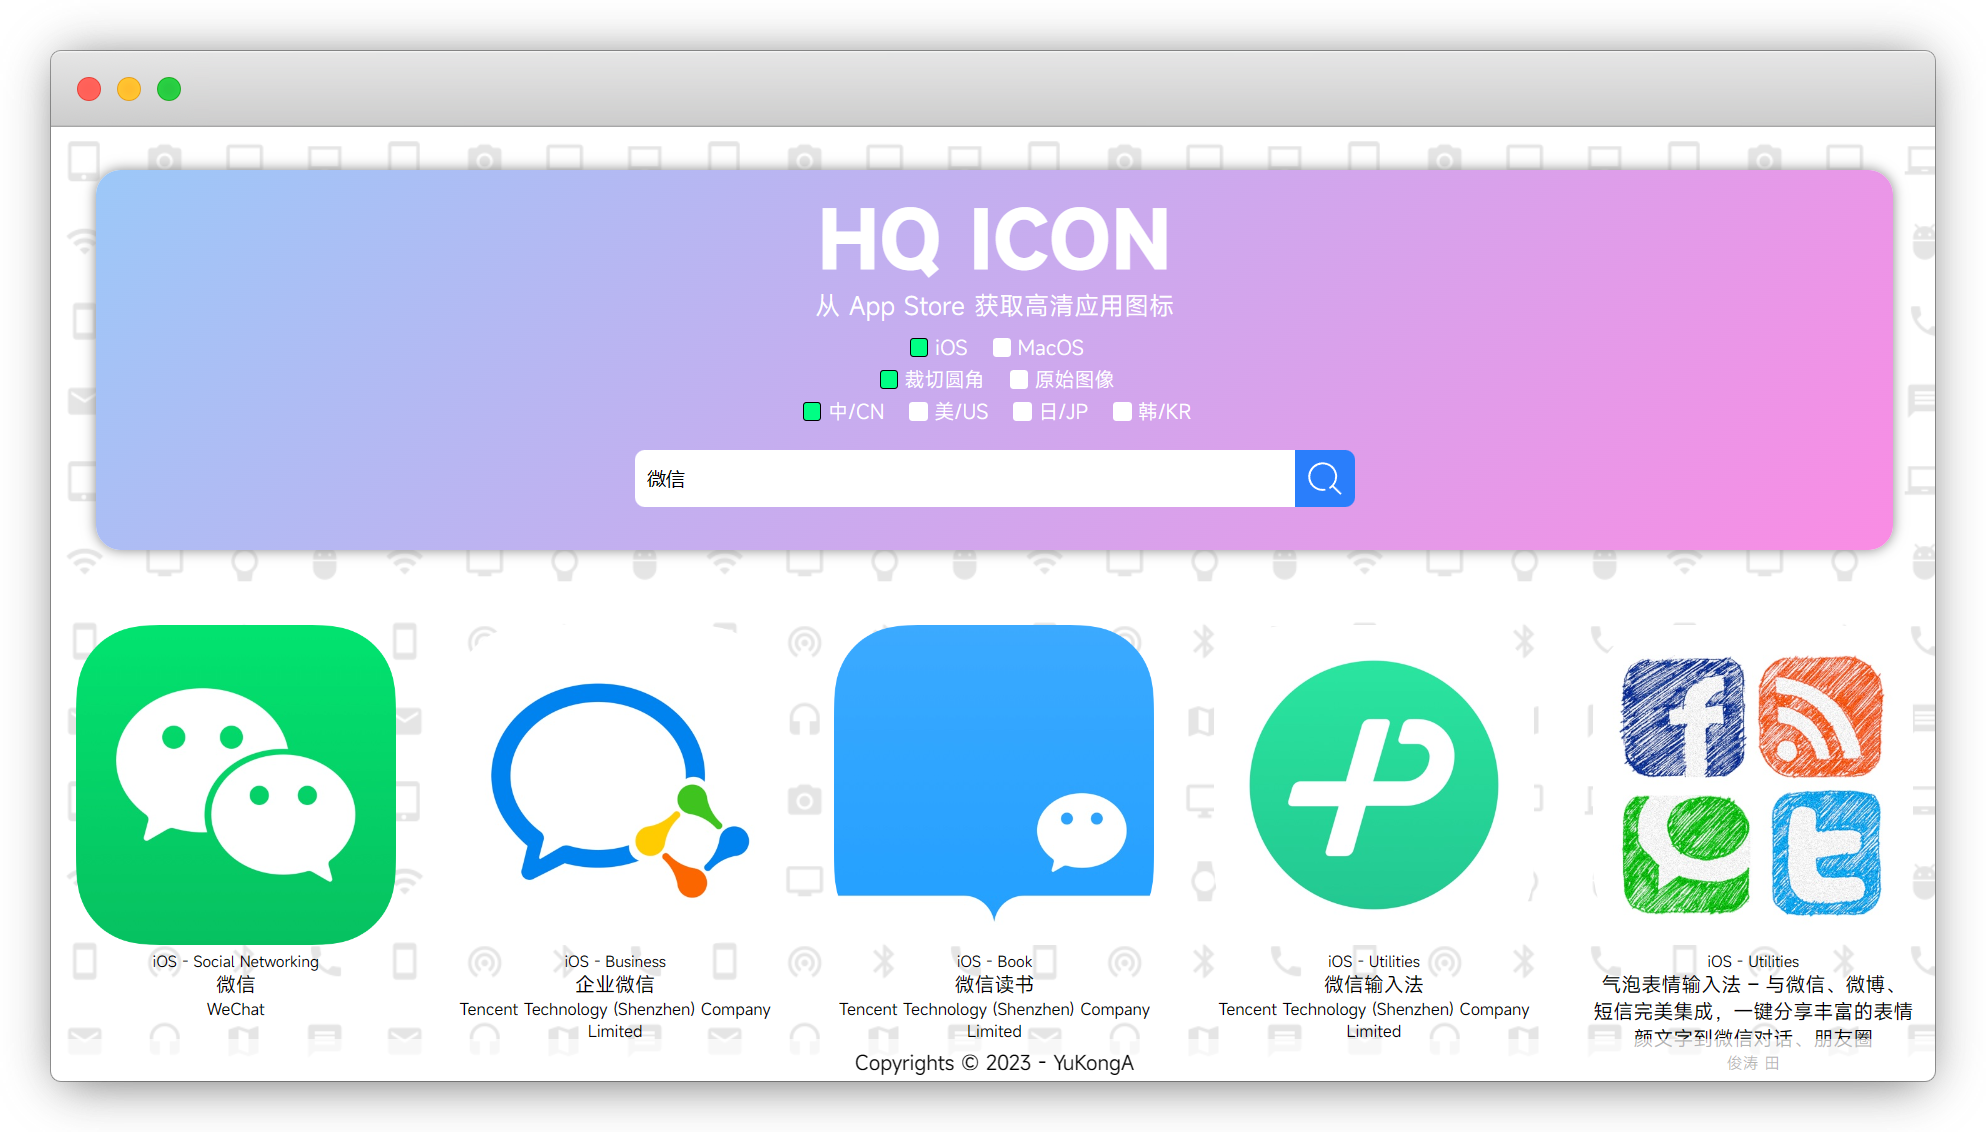 HQ ICON
从 App Store 获取高清应用图标
iOS MacOS
裁切圆角 原始图像
中/CN 美/US 日/JP 韩/KR
微信
iOS - Social Networking
微信
WeChat
iOS - Business
企业微信
Tencent Technology (Shenzhen) Company
Limited
iOS - Book
微信读书
Tencent Technology (Shenzhen) Company
Limited
iOS - Utilities
微信输入法
Tencent Technology (Shenzhen) Company
Limited
iOS - Utilities
气泡表情输入法 - 与微信、微博、
短信完美集成，一键分享丰富的表情
颜文字到微信对话、朋友圈
俊涛 田
Copyrights © 2023 - YuKongA